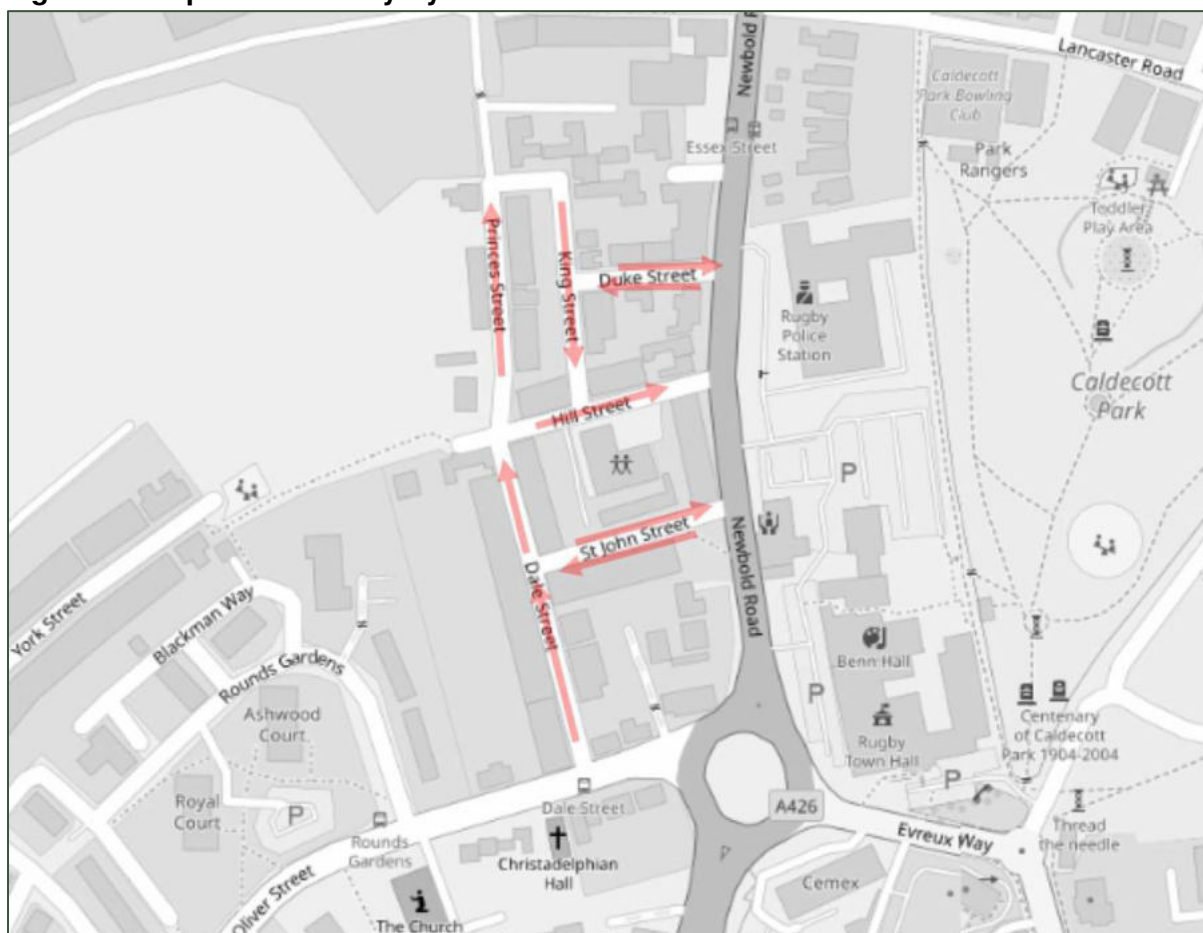 Newbold R
Lancaster Road
Caldecott
Park Bowling
Club
Essex Street
Park
Rangers
Toddler
Play Area
Princes Street
King Street
Duke Street
Rugby
Police
Station
Caldecott
Park
Hill Street
P
St John Street
Newbold Road
Dale Street
York Street
Blackman Way
Rounds Gardens
Benn Hall
P
Ashwood
Court
Centenary
of Caldecott
Park 1904-2004
Rugby
Town Hall
P
Royal
Court
P
Dale Street
A426
Rounds
Gardens
Christadelphian
Hall
Evreux Way
Thread
the needle
Oliver Street
Cemex
The Church